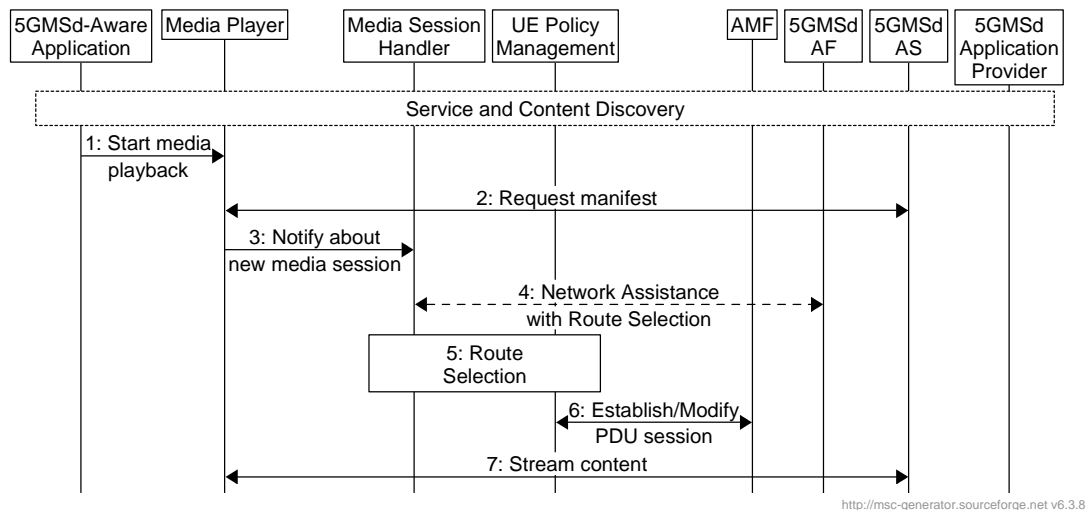 5GMSd-Aware
Application
Media Player
Media Session
Handler
UE Policy
Management
AMF
5GMSd
AF
5GMSd
AS
5GMSd
Application
Provider
Service and Content Discovery
1: Start media
playback
2: Request manifest
3: Notify about
new media session
4: Network Assistance
with Route Selection
5: Route
Selection
6: Establish/Modify
PDU session
7: Stream content
http://msc-generator.sourceforge.net v6.3.8